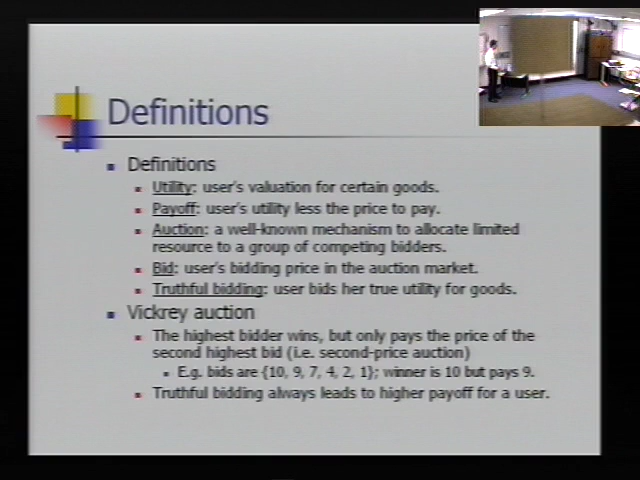 Definitions
Definitions
Utility: user's valuation for certain goods.
Payoff: user's utility less the price to pay.
Auction: a well-known mechanism to allocate limited
resource to a group of competing bidders.
Bid: user's bidding price in the auction market.
Truthful bidding: user bids her true utility for goods.
Vickrey auction
The highest bidder wins, but only pays the price of the
second highest bid (i.e. second-price auction)
E.g. bids are {10, 9, 7, 4, 2, 1}; winner is 10 but pays 9.
Truthful bidding always leads to higher payoff for a user.